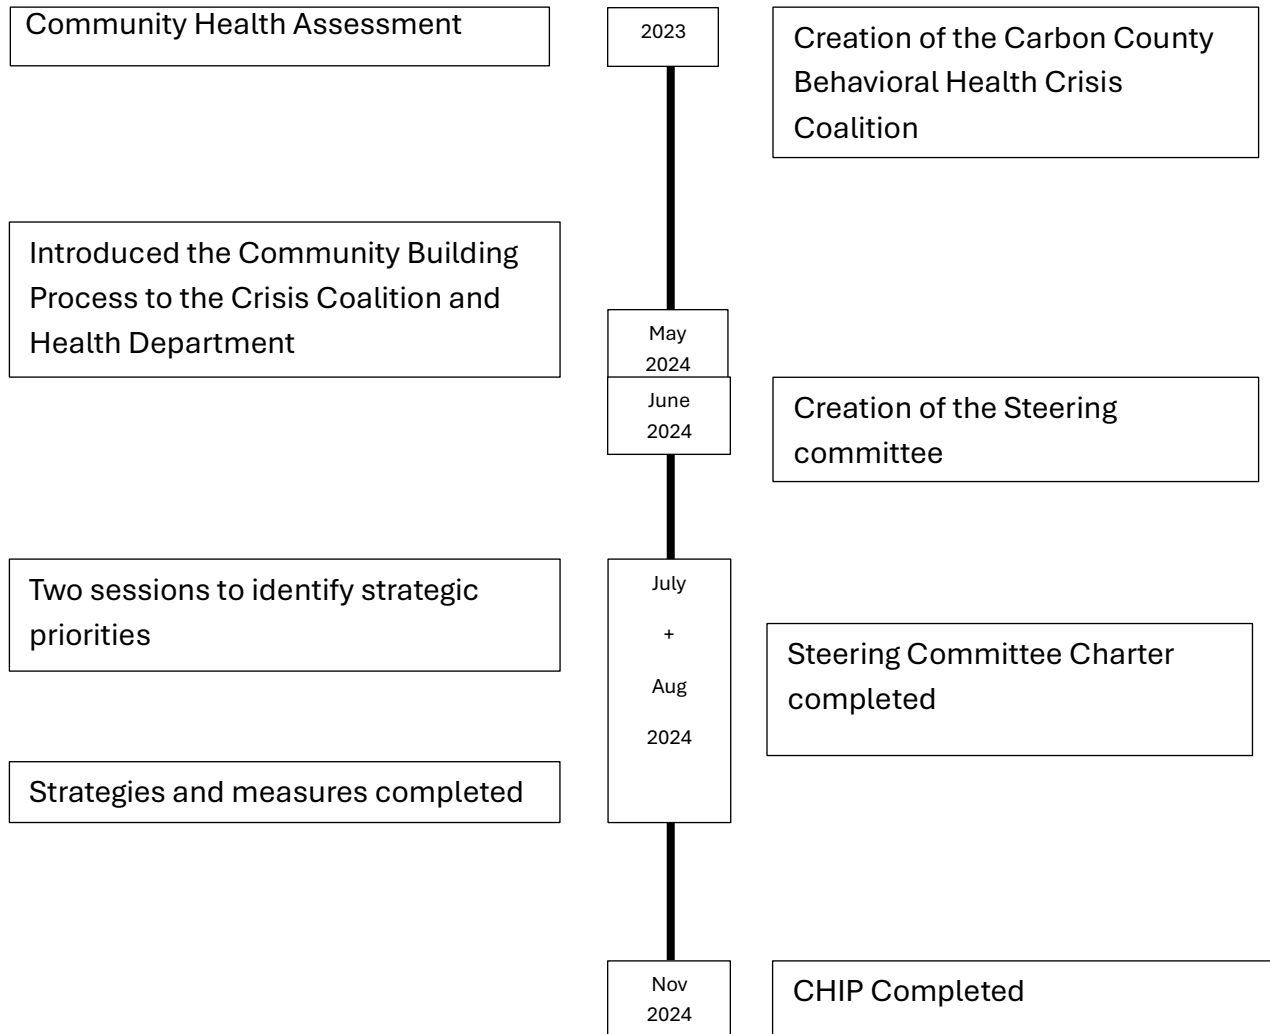 Community Health Assessment
2023
Creation of the Carbon County
Behavioral Health Crisis
Coalition
Introduced the Community Building
Process to the Crisis Coalition and
Health Department
May
2024
June
2024
Creation of the Steering
committee
Two sessions to identify strategic
priorities
July
+
Aug
2024
Steering Committee Charter
completed
Strategies and measures completed
Nov
2024
CHIP Completed